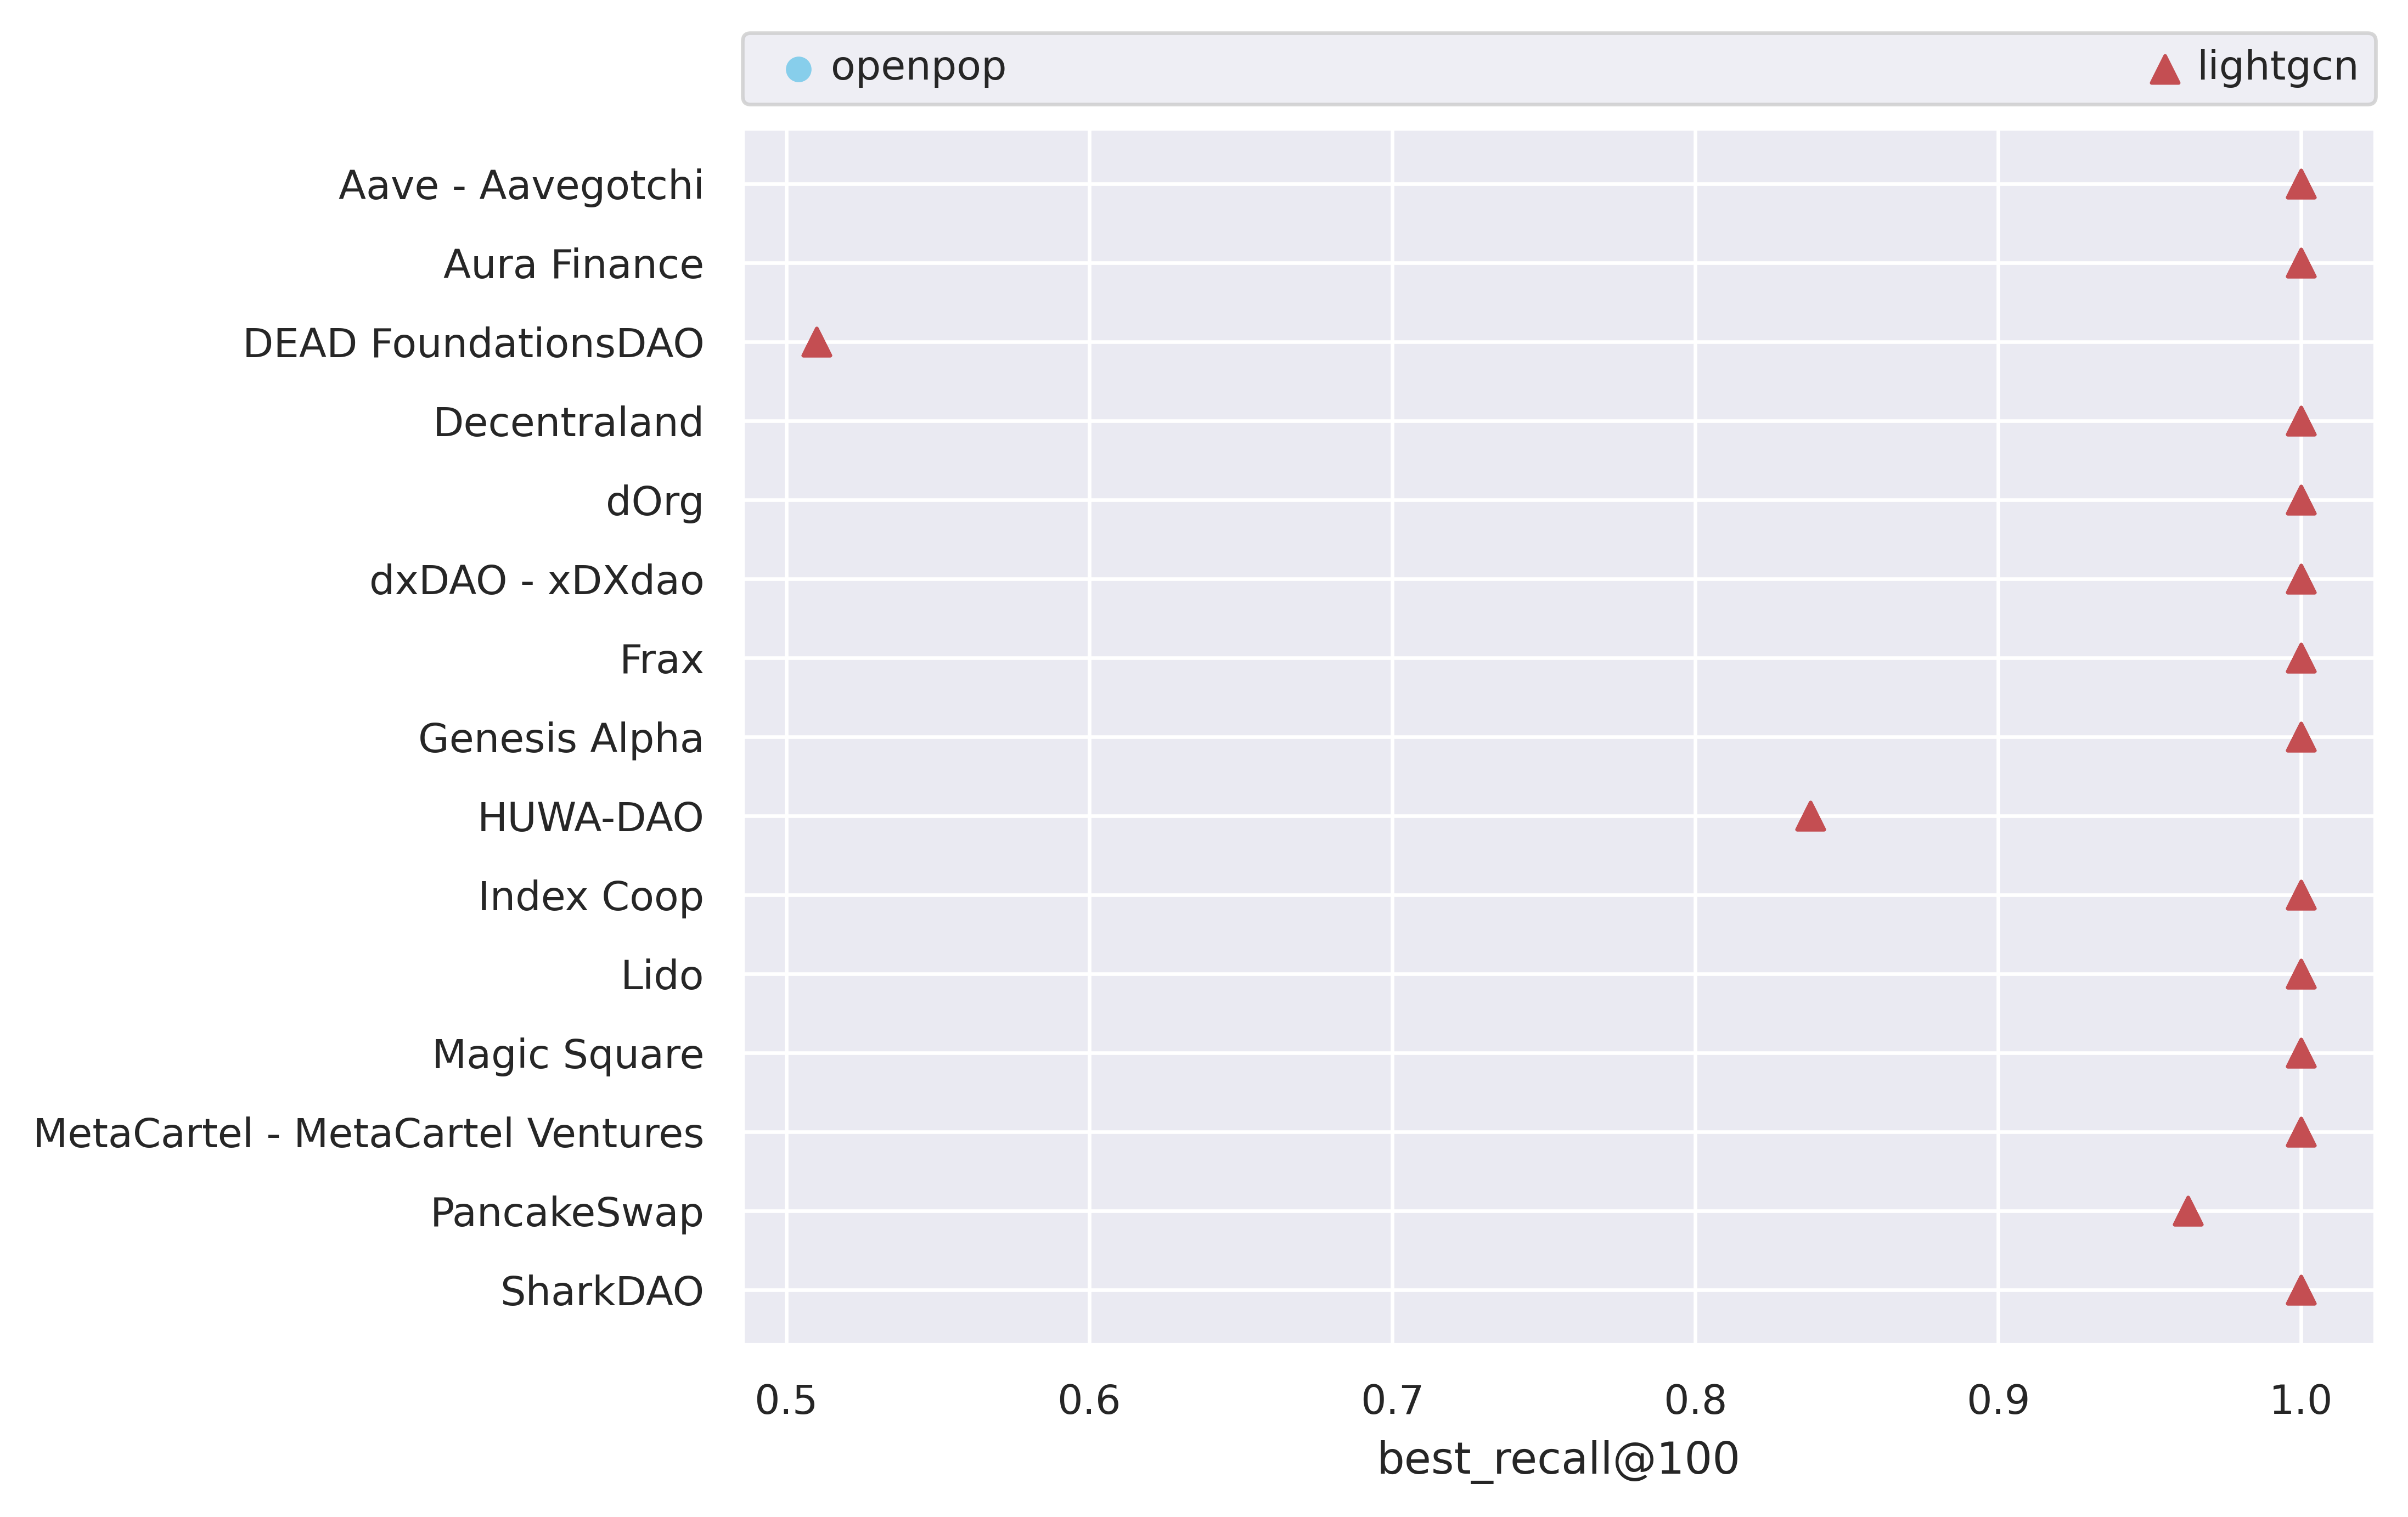 openpop lightgcn
Aave - Aavegotchi
Aura Finance
DEAD FoundationsDAO
Decentraland
dOrg
dxDAO - xDXdao
Frax
Genesis Alpha
HUWA-DAO
Index Coop
Lido
Magic Square
MetaCartel - MetaCartel Ventures
PancakeSwap
SharkDAO
0.5 0.6 0.7 0.8 0.9 1.0
best_recall@100